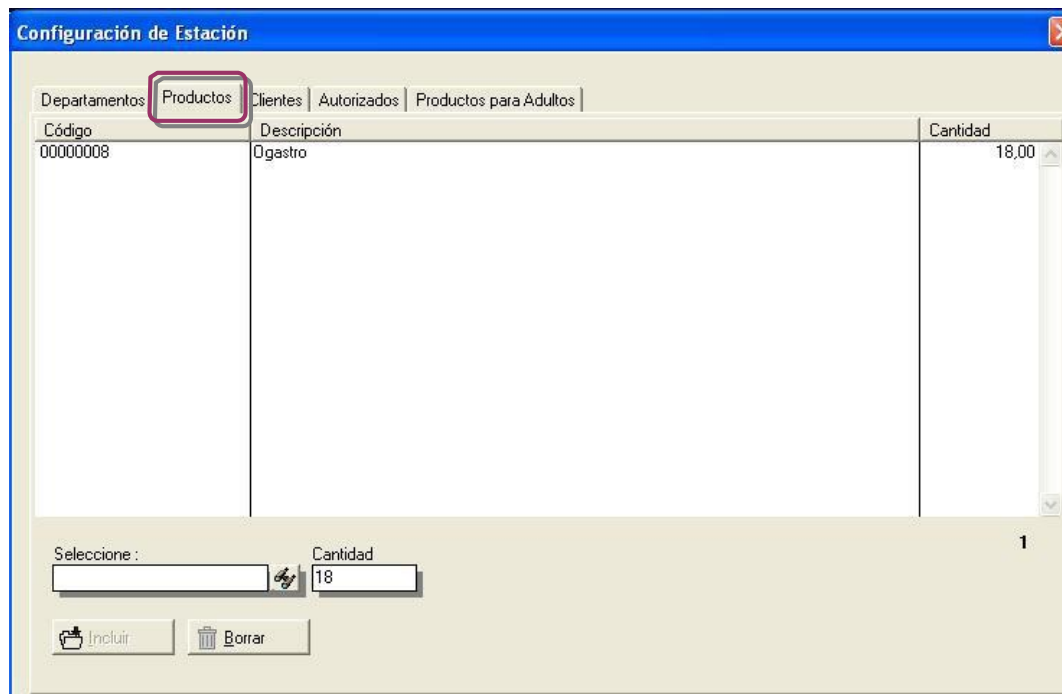 Configuración de Estación
Departamentos Productos Clientes Autorizados Productos para Adultos
Código Descripción Cantidad
00000008 Ogastro 18,00
1
Seleccione : Cantidad
18
Incluir Borrar